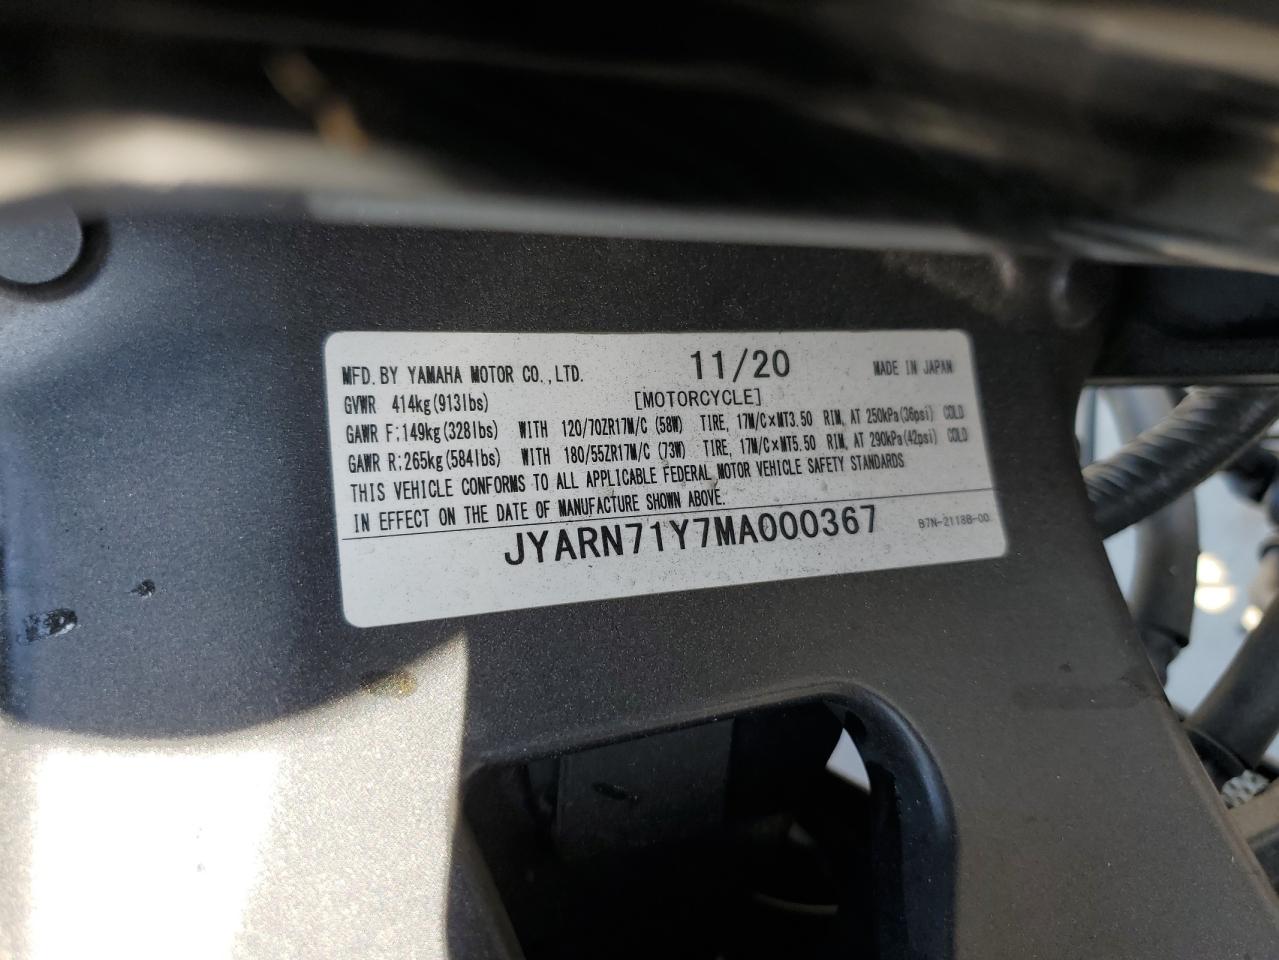 MFD. BY YAMAHA MOTOR CO., LTD. 11/20 MADE IN JAPAN
GVWR 414kg(913lbs) [MOTORCYCLE]
GAWR F:149kg(328lbs) WITH 120/70ZR17M/C (58W) TIRE, 17M/C×MT3.50 RIM, AT 250kPa(36psi) COLD
GAWR R:265kg(584lbs) WITH 180/55ZR17M/C (73W) TIRE, 17M/C×MT5.50 RIM, AT 290kPa(42psi) COLD
THIS VEHICLE CONFORMS TO ALL APPLICABLE FEDERAL MOTOR VEHICLE SAFETY STANDARDS
IN EFFECT ON THE DATE OF MANUFACTURE SHOWN ABOVE.
JYARN71Y7MA000367 B7N-2118B-00